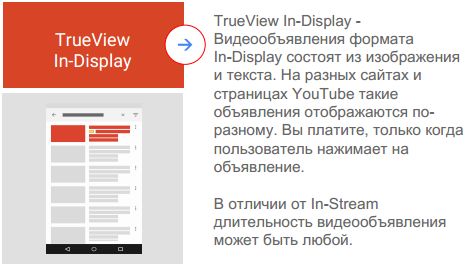 TrueView
In-Display
TrueView In-Display -
Видеообъявления формата
In-Display состоят из изображения
и текста. На разных сайтах и
страницах YouTube такие
объявления отображаются по-
разному. Вы платите, только когда
пользователь нажимает на
объявление.
В отличии от In-Stream
длительность видеообъявления
может быть любой.